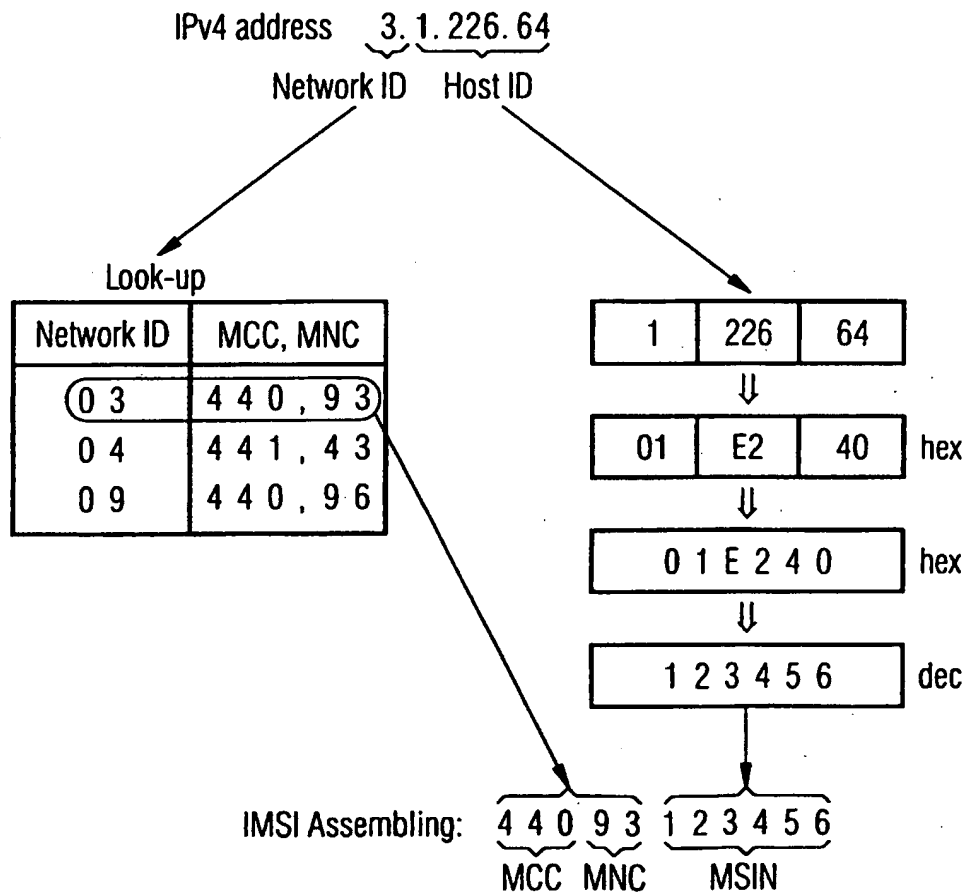 IPv4 address 3. 1. 226. 64
Network ID Host ID
Look-up
Network ID MCC, MNC
0 3 4 4 0 , 9 3
0 4 4 4 1 , 4 3
0 9 4 4 0 , 9 6
1 226 64
01 E2 40 hex
0 1 E 2 4 0 hex
1 2 3 4 5 6 dec
IMSI Assembling: 4 4 0 9 3 1 2 3 4 5 6
MCC MNC MSIN